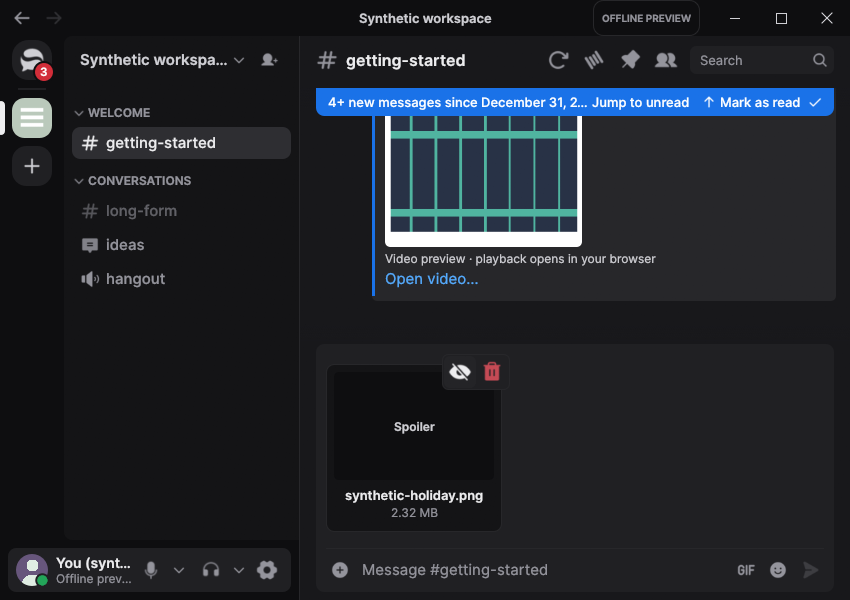 Synthetic workspace
OFFLINE PREVIEW
3
Synthetic workspa...
WELCOME
getting-started
CONVERSATIONS
long-form
ideas
hangout
You (synt...
Offline prev...
getting-started
Search
4+ new messages since December 31, 2... Jump to unread
Mark as read
Video preview · playback opens in your browser
Open video...
Spoiler
synthetic-holiday.png
2.32 MB
Message #getting-started
GIF